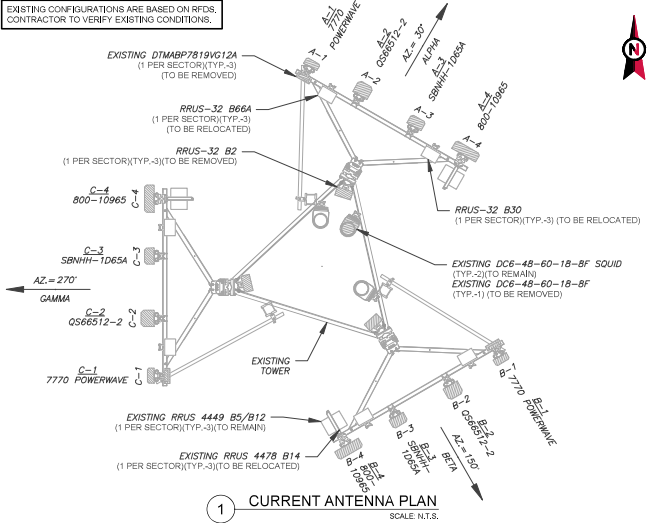 EXISTING CONFIGURATIONS ARE BASED ON RFDS.
CONTRACTOR TO VERIFY EXISTING CONDITIONS.
N
EXISTING DTMABP7819VG12A
(1 PER SECTOR)(TYP.-3)
(TO BE REMOVED)
RRUS-32 B66A
(1 PER SECTOR)(TYP.-3)
(TO BE RELOCATED)
RRUS-32 B2
(1 PER SECTOR)(TYP.-3)(TO BE REMOVED)
A-1
7770
POWERWAVE
A-1
A-2
QS66512-2
A-2
AZ.= 30°
ALPHA
A-3
SBNHH-1D65A
A-3
A-4
800-10965
A-4
RRUS-32 B30
(1 PER SECTOR)(TYP.-3) (TO BE RELOCATED)
EXISTING DC6-48-60-18-8F SQUID
(TYP.-2)(TO REMAIN)
EXISTING DC6-48-60-18-8F
(TYP.-1) (TO BE REMOVED)
C-4
800-10965
C-4
C-3
SBNHH-1D65A
C-3
AZ.= 270°
GAMMA
C-2
QS66512-2
C-2
C-1
7770 POWERWAVE
C-1
EXISTING
TOWER
EXISTING RRUS 4449 B5/B12
(1 PER SECTOR)(TYP.-3)(TO REMAIN)
EXISTING RRUS 4478 B14
(1 PER SECTOR)(TYP.-3)(TO BE RELOCATED)
B-1
B-1
7770 POWERWAVE
B-2
B-2
QS66512-2
AZ.=150°
BETA
B-3
B-3
SBNHH-
1D65A
B-4
B-4
800-
10965
1
CURRENT ANTENNA PLAN
SCALE: N.T.S.